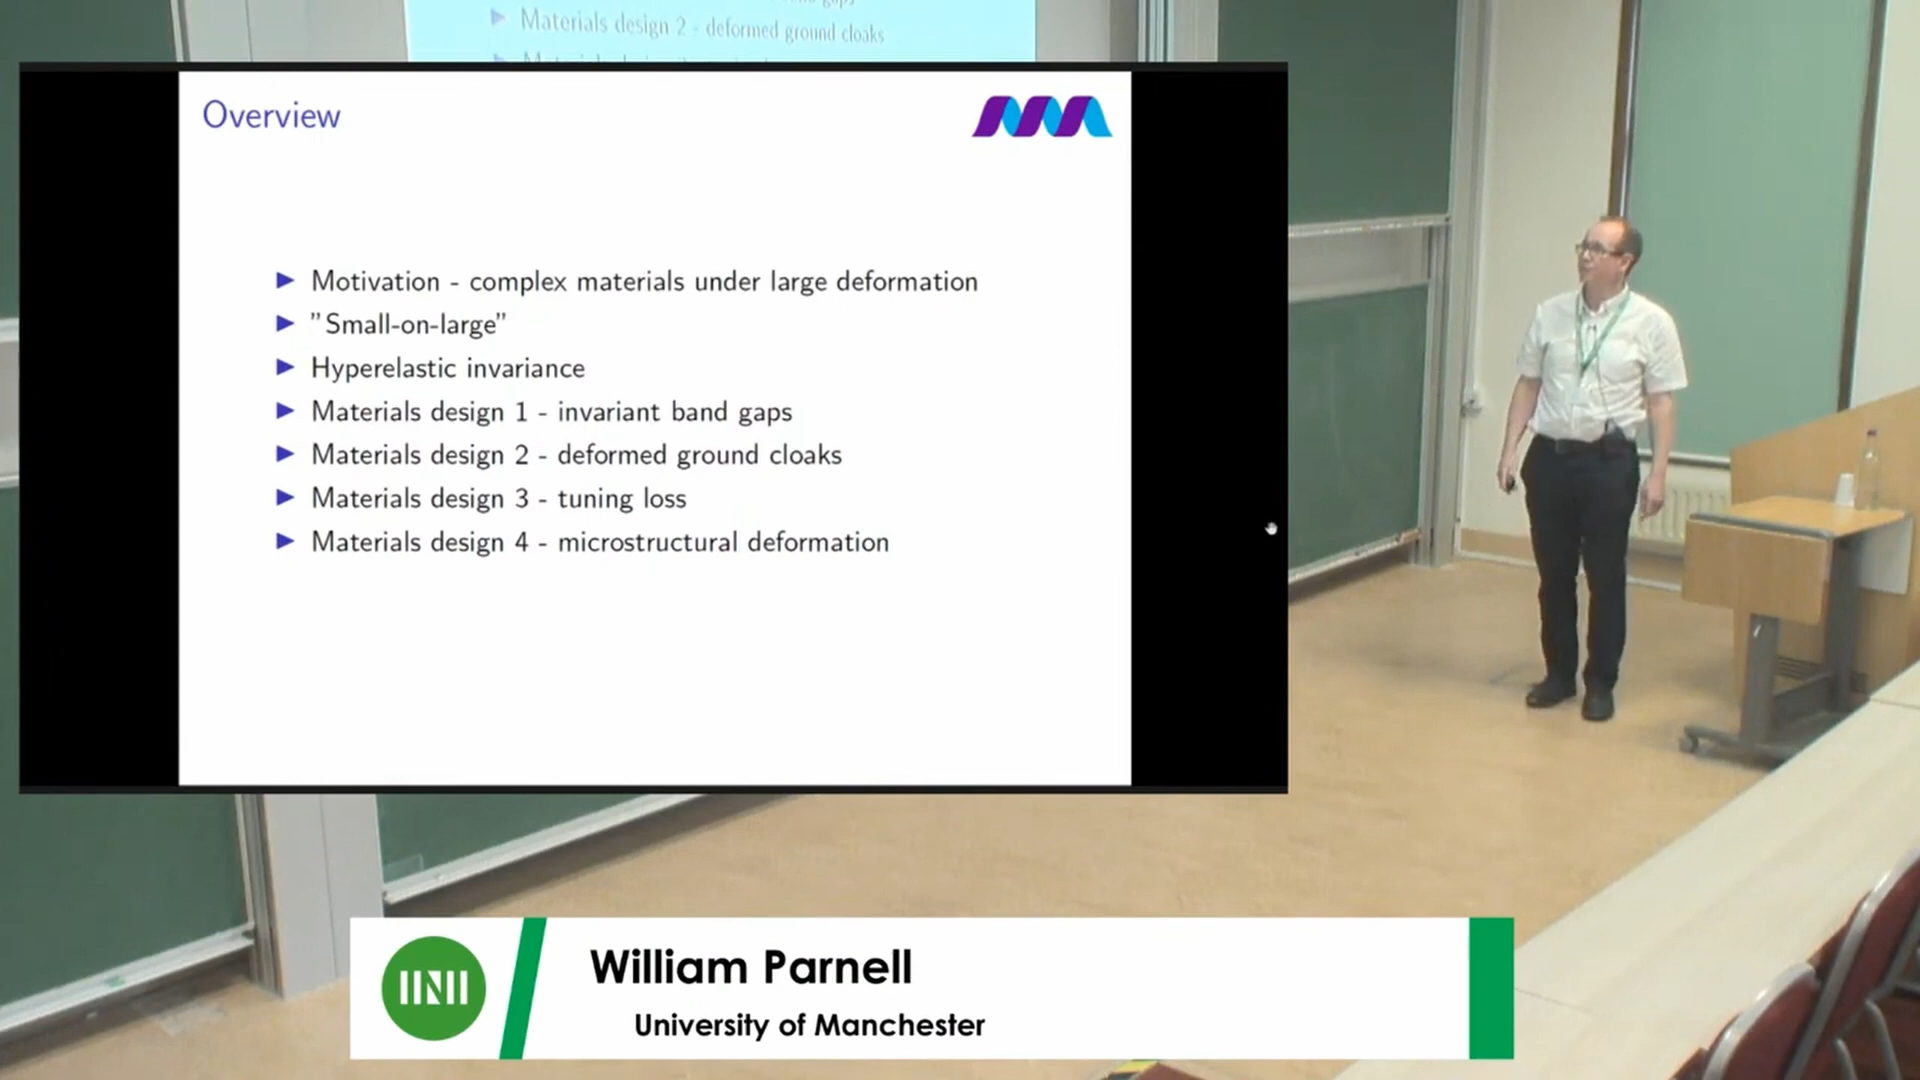 Materials design 2 - deformed ground cloaks
Overview
Motivation - complex materials under large deformation
"Small-on-large"
Hyperelastic invariance
Materials design 1 - invariant band gaps
Materials design 2 - deformed ground cloaks
Materials design 3 - tuning loss
Materials design 4 - microstructural deformation
William Parnell
University of Manchester